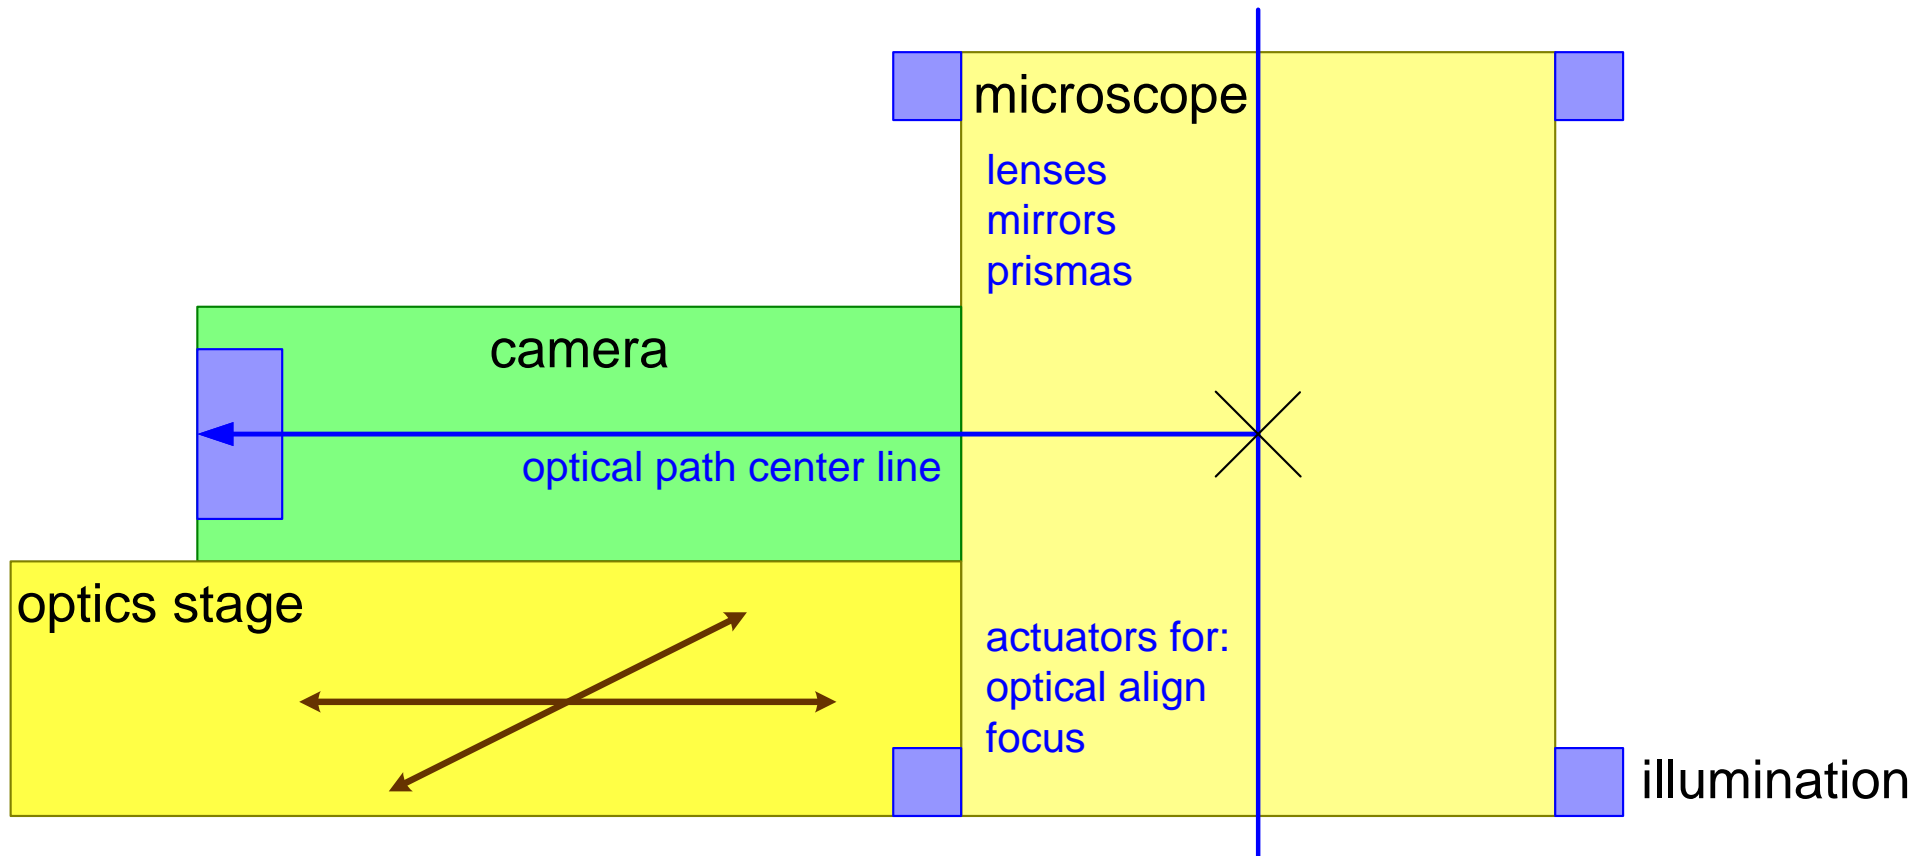 microscope
lenses
mirrors
prismas
camera
optical path center line
optics stage
actuators for:
optical align
focus
illumination